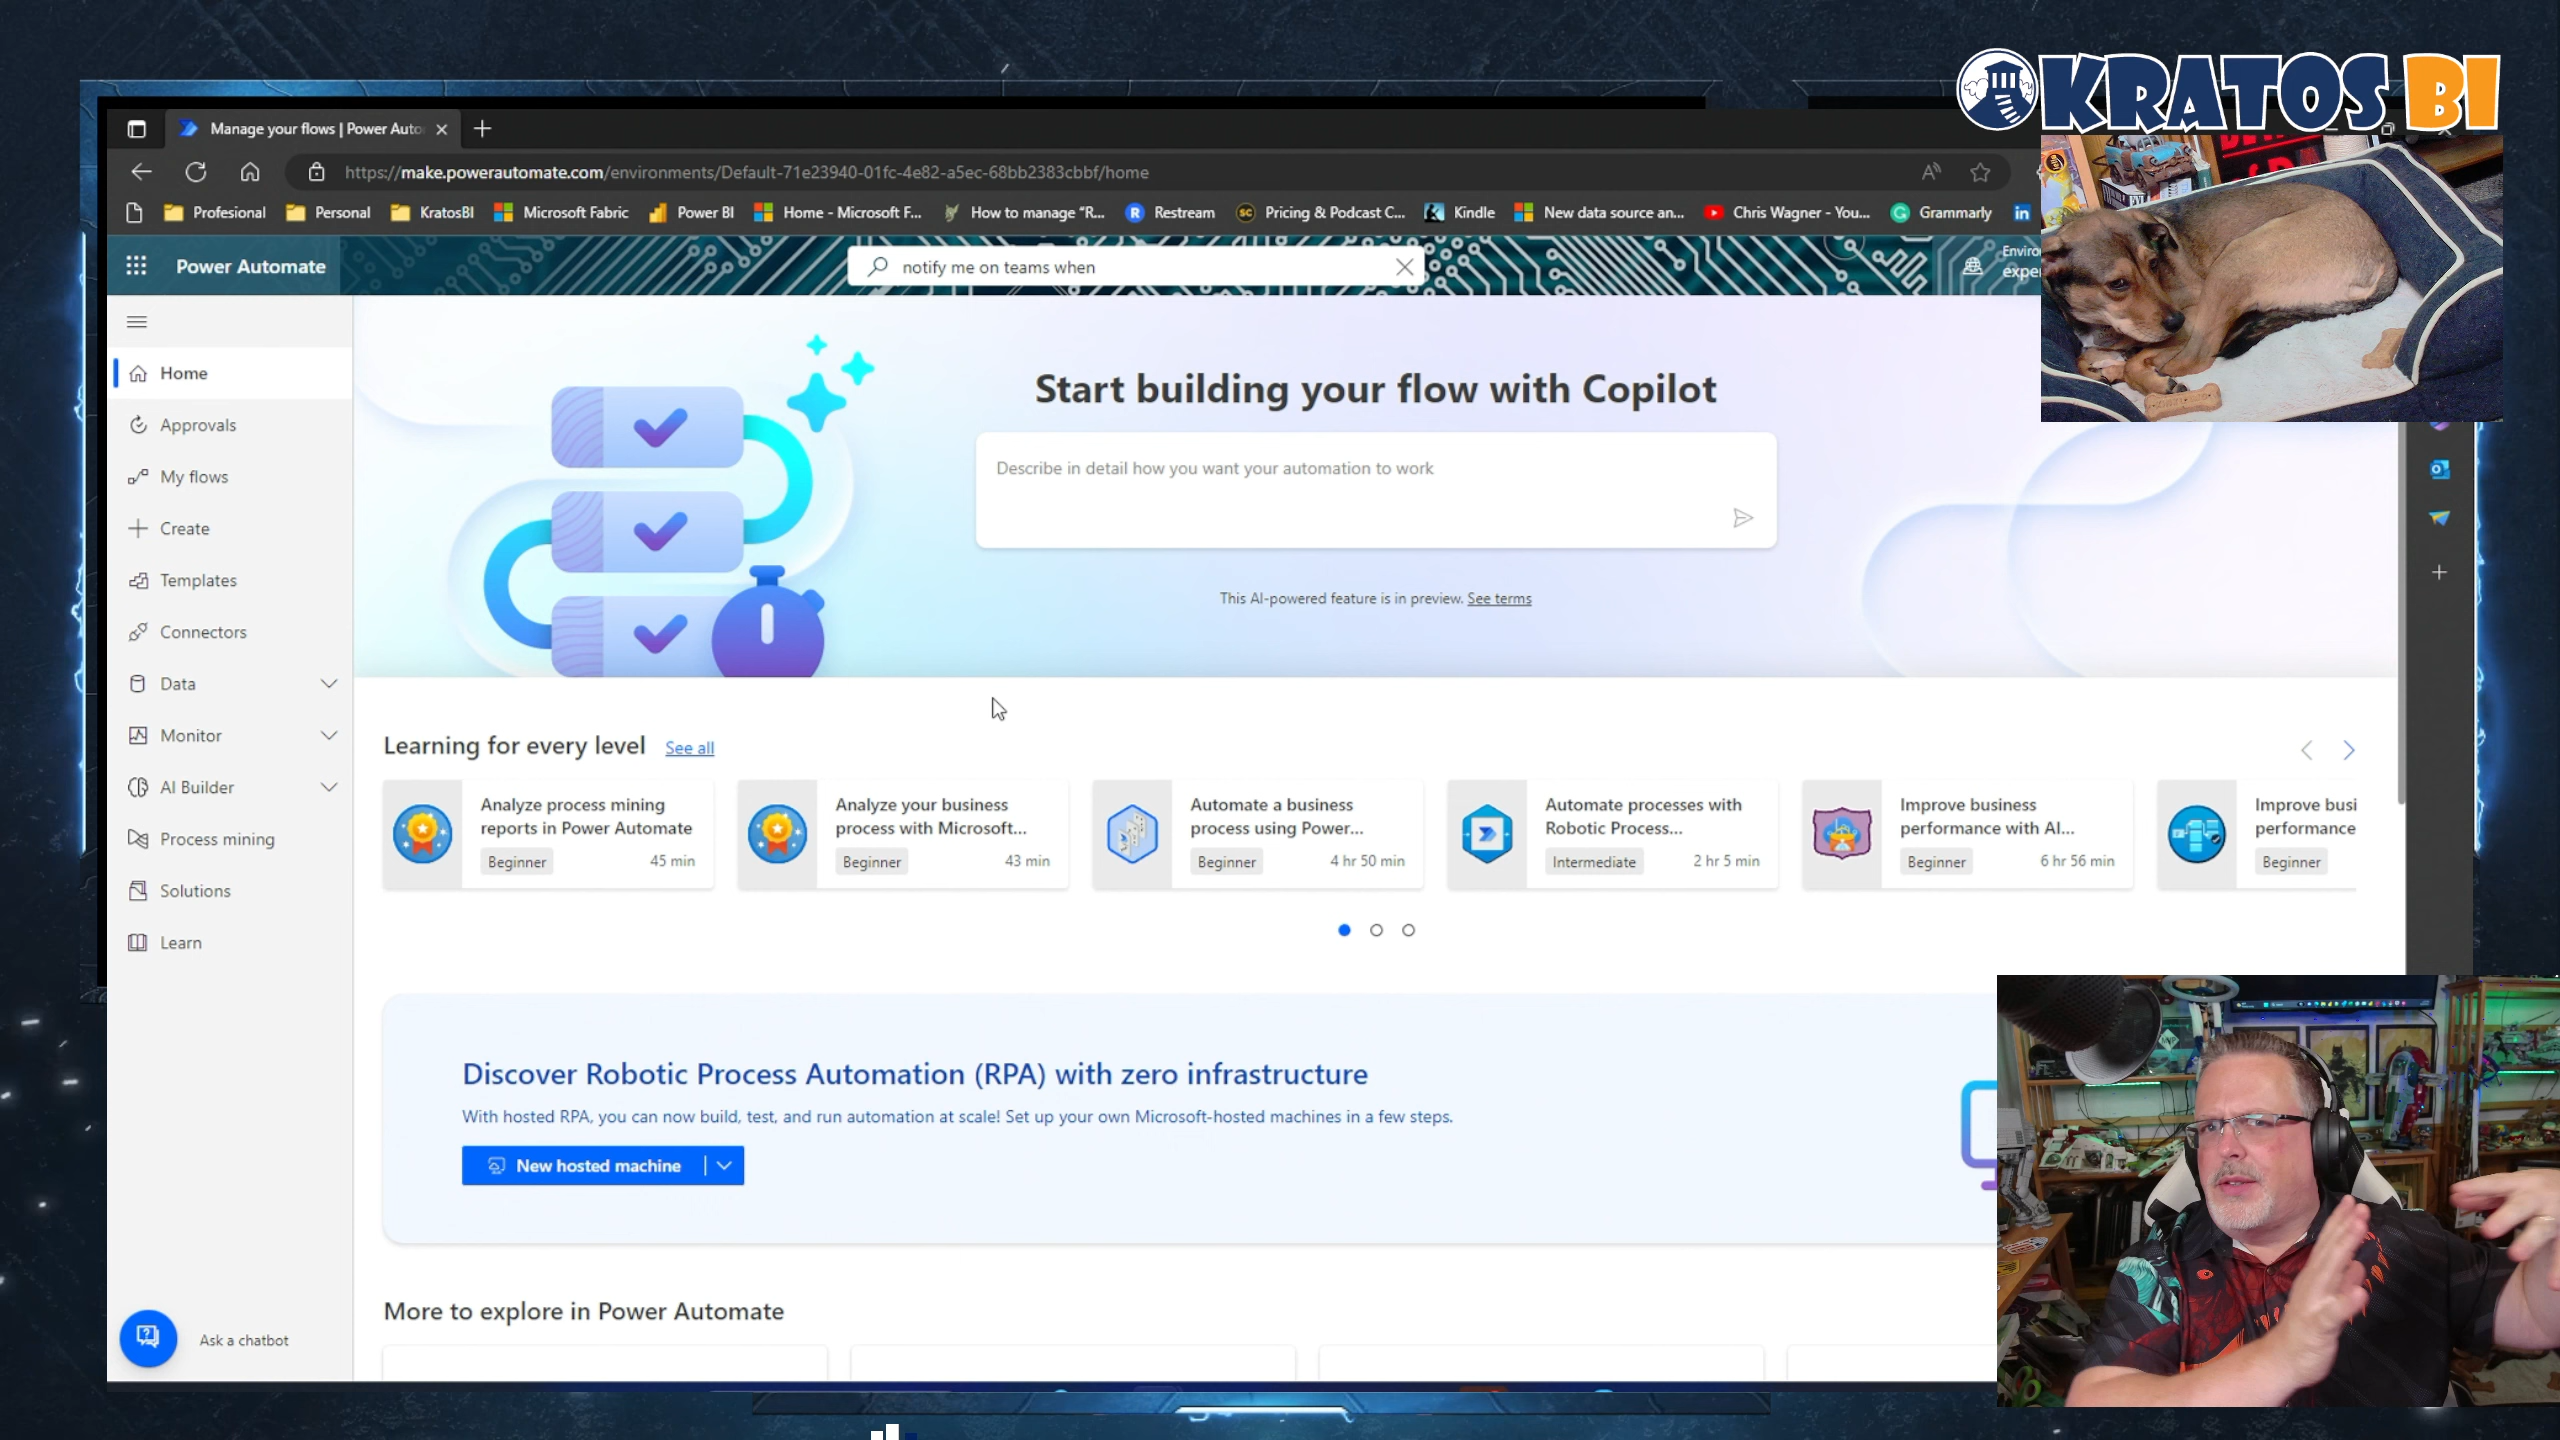 KRATOS BI
Manage your flows | Power Auto
https://make.powerautomate.com/environments/Default-71e23940-01fc-4e82-a5ec-68bb2383cbbf/home
Profesional Personal KratosBI Microsoft Fabric Power BI Home - Microsoft F... How to manage "R... Restream Pricing & Podcast C... Kindle New data source an... Chris Wagner - You... Grammarly
Power Automate
notify me on teams when
Enviro
expe
Home
Approvals
My flows
Create
Templates
Connectors
Data
Monitor
AI Builder
Process mining
Solutions
Learn
Ask a chatbot
Start building your flow with Copilot
Describe in detail how you want your automation to work
This AI-powered feature is in preview. See terms
Learning for every level See all
Analyze process mining
reports in Power Automate
Beginner 45 min
Analyze your business
process with Microsoft...
Beginner 43 min
Automate a business
process using Power...
Beginner 4 hr 50 min
Automate processes with
Robotic Process...
Intermediate 2 hr 5 min
Improve business
performance with AI...
Beginner 6 hr 56 min
Improve busi
performance
Beginner
Discover Robotic Process Automation (RPA) with zero infrastructure
With hosted RPA, you can now build, test, and run automation at scale! Set up your own Microsoft-hosted machines in a few steps.
New hosted machine
More to explore in Power Automate